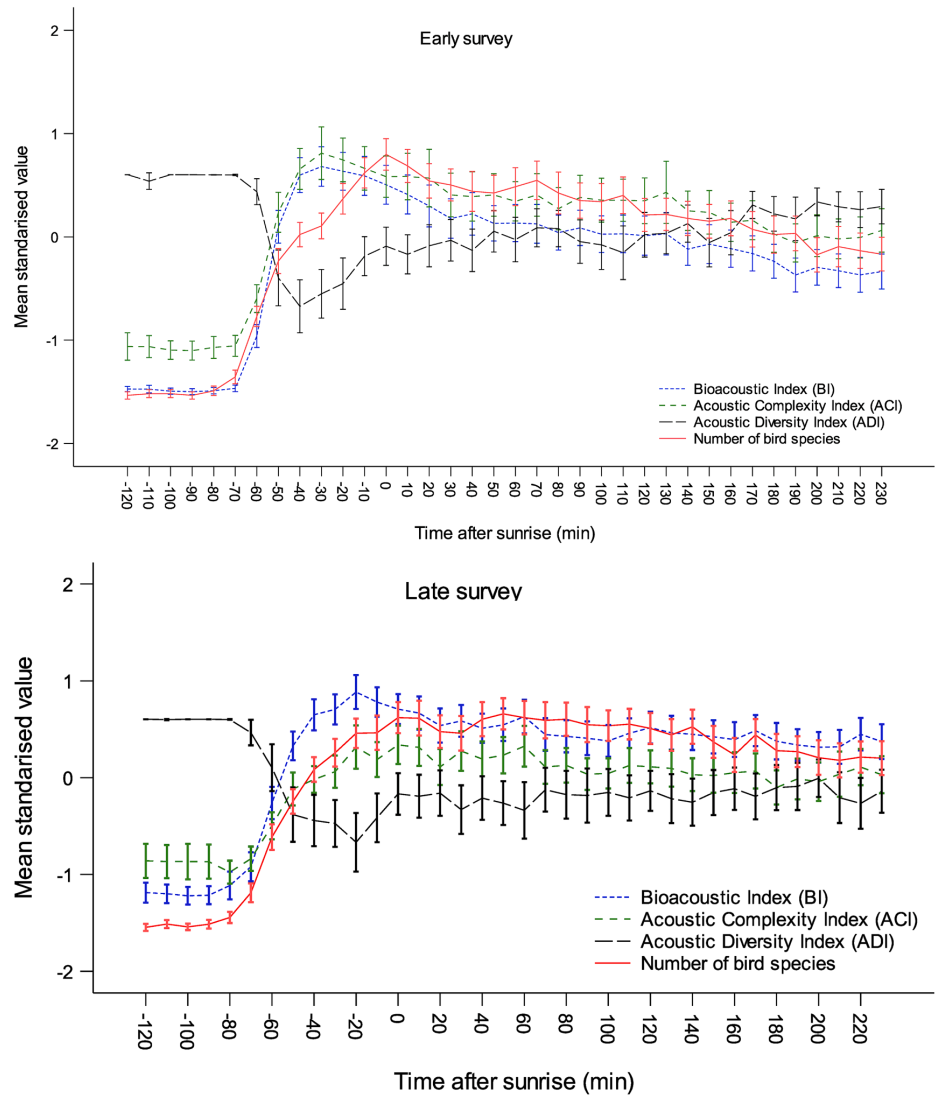 2
Early survey
1
0
-1
-2
Mean standarised value
Bioacoustic Index (BI)
Acoustic Complexity Index (ACI)
Acoustic Diversity Index (ADI)
Number of bird species
-120 -110 -100 -90 -80 -70 -60 -50 -40 -30 -20 -10 0 10 20 30 40 50 60 70 80 90 100 110 120 130 140 150 160 170 180 190 200 210 220 230
Time after sunrise (min)
2
Late survey
1
0
-1
-2
Mean standarised value
Bioacoustic Index (BI)
Acoustic Complexity Index (ACI)
Acoustic Diversity Index (ADI)
Number of bird species
-120 -100 -80 -60 -40 -20 0 20 40 60 80 100 120 140 160 180 200 220
Time after sunrise (min)